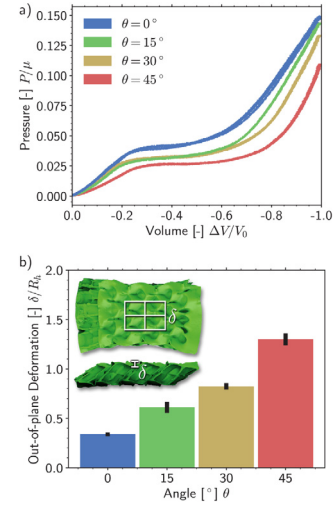 a)
0.150
0.125
0.100
0.075
0.050
0.025
0.000
Pressure [-] P/μ
θ = 0°
θ = 15°
θ = 30°
θ = 45°
0.0 -0.2 -0.4 -0.6 -0.8 -1.0
Volume [-] ΔV/V₀
b)
2.0
1.5
1.0
0.5
0.0
Out-of-plane Deformation [-] δ/Rₕ
δ
δ
0 15 30 45
Angle [°] θ